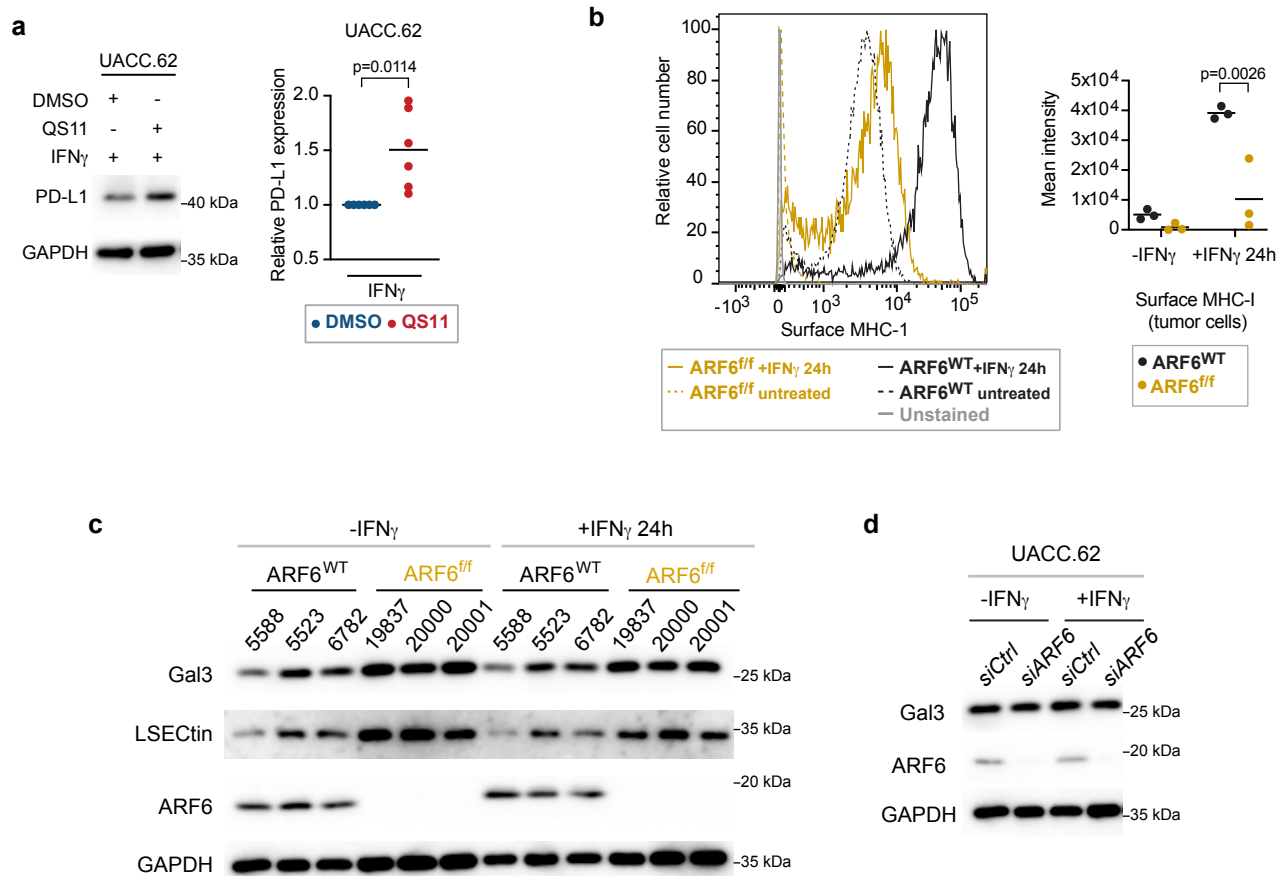 a
UACC.62
DMSO + -
QS11 - +
IFNγ + +
PD-L1
-40 kDa
GAPDH
-35 kDa
UACC.62
p=0.0114
Relative PD-L1 expression
2.0
1.5
1.0
0.5
IFNγ
DMSO QS11
b
Relative cell number
100
80
60
40
20
0
-10³ 0 10³ 10⁴ 10⁵
Surface MHC-1
ARF6f/f +IFNγ 24h
ARF6f/f untreated
ARF6WT +IFNγ 24h
ARF6WT untreated
Unstained
p=0.0026
Mean intensity
5x10⁴
4x10⁴
3x10⁴
2x10⁴
1x10⁴
0
-IFNγ +IFNγ 24h
Surface MHC-I
(tumor cells)
ARF6WT
ARF6f/f
c
-IFNγ +IFNγ 24h
ARF6WT ARF6f/f ARF6WT ARF6f/f
5588 5523 6782 19837 20000 20001 5588 5523 6782 19837 20000 20001
Gal3
-25 kDa
LSECtin
-35 kDa
ARF6
-20 kDa
GAPDH
-35 kDa
d
UACC.62
-IFNγ +IFNγ
siCtrl siARF6 siCtrl siARF6
Gal3
-25 kDa
ARF6
-20 kDa
GAPDH
-35 kDa